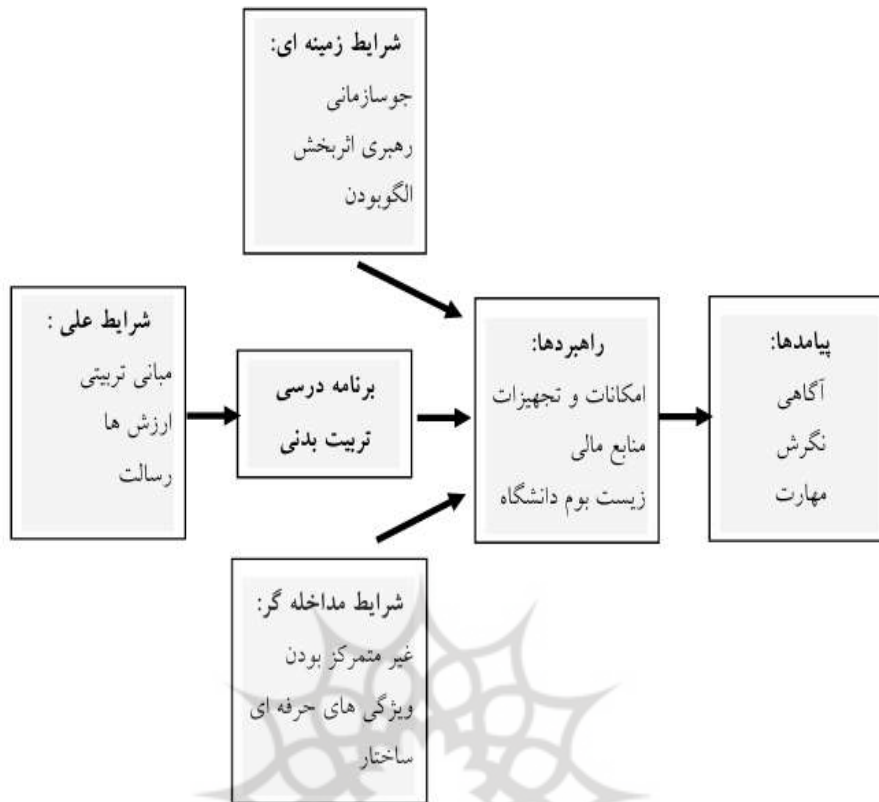 شرایط زمینه ای:
جوسازمانی
رهبری اثربخش
الگوبودن
شرایط علی :
مبانی تربیتی
ارزش ها
رسالت
برنامه درسی
تربیت بدنی
راهبردها:
امکانات و تجهیزات
منابع مالی
زیست بوم دانشگاه
پیامدها:
آگاهی
نگرش
مهارت
شرایط مداخله گر:
غیر متمرکز بودن
ویژگی های حرفه ای
ساختار